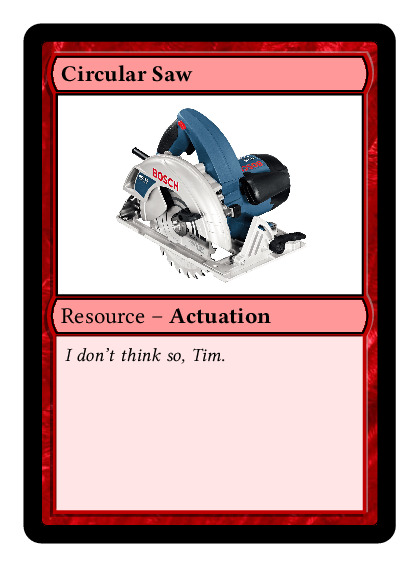 Circular Saw
BOSCH
Resource – Actuation
I don't think so, Tim.